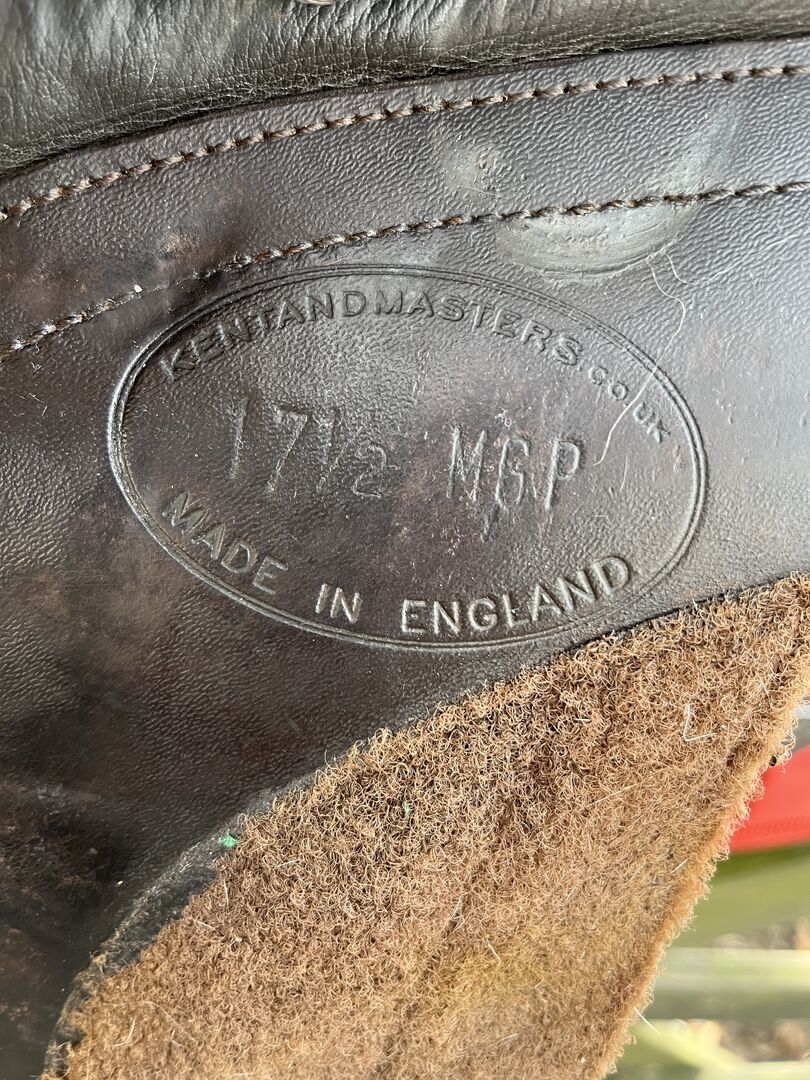 KENTANDMASTERS.CO.UK
17½ MGP
MADE IN ENGLAND